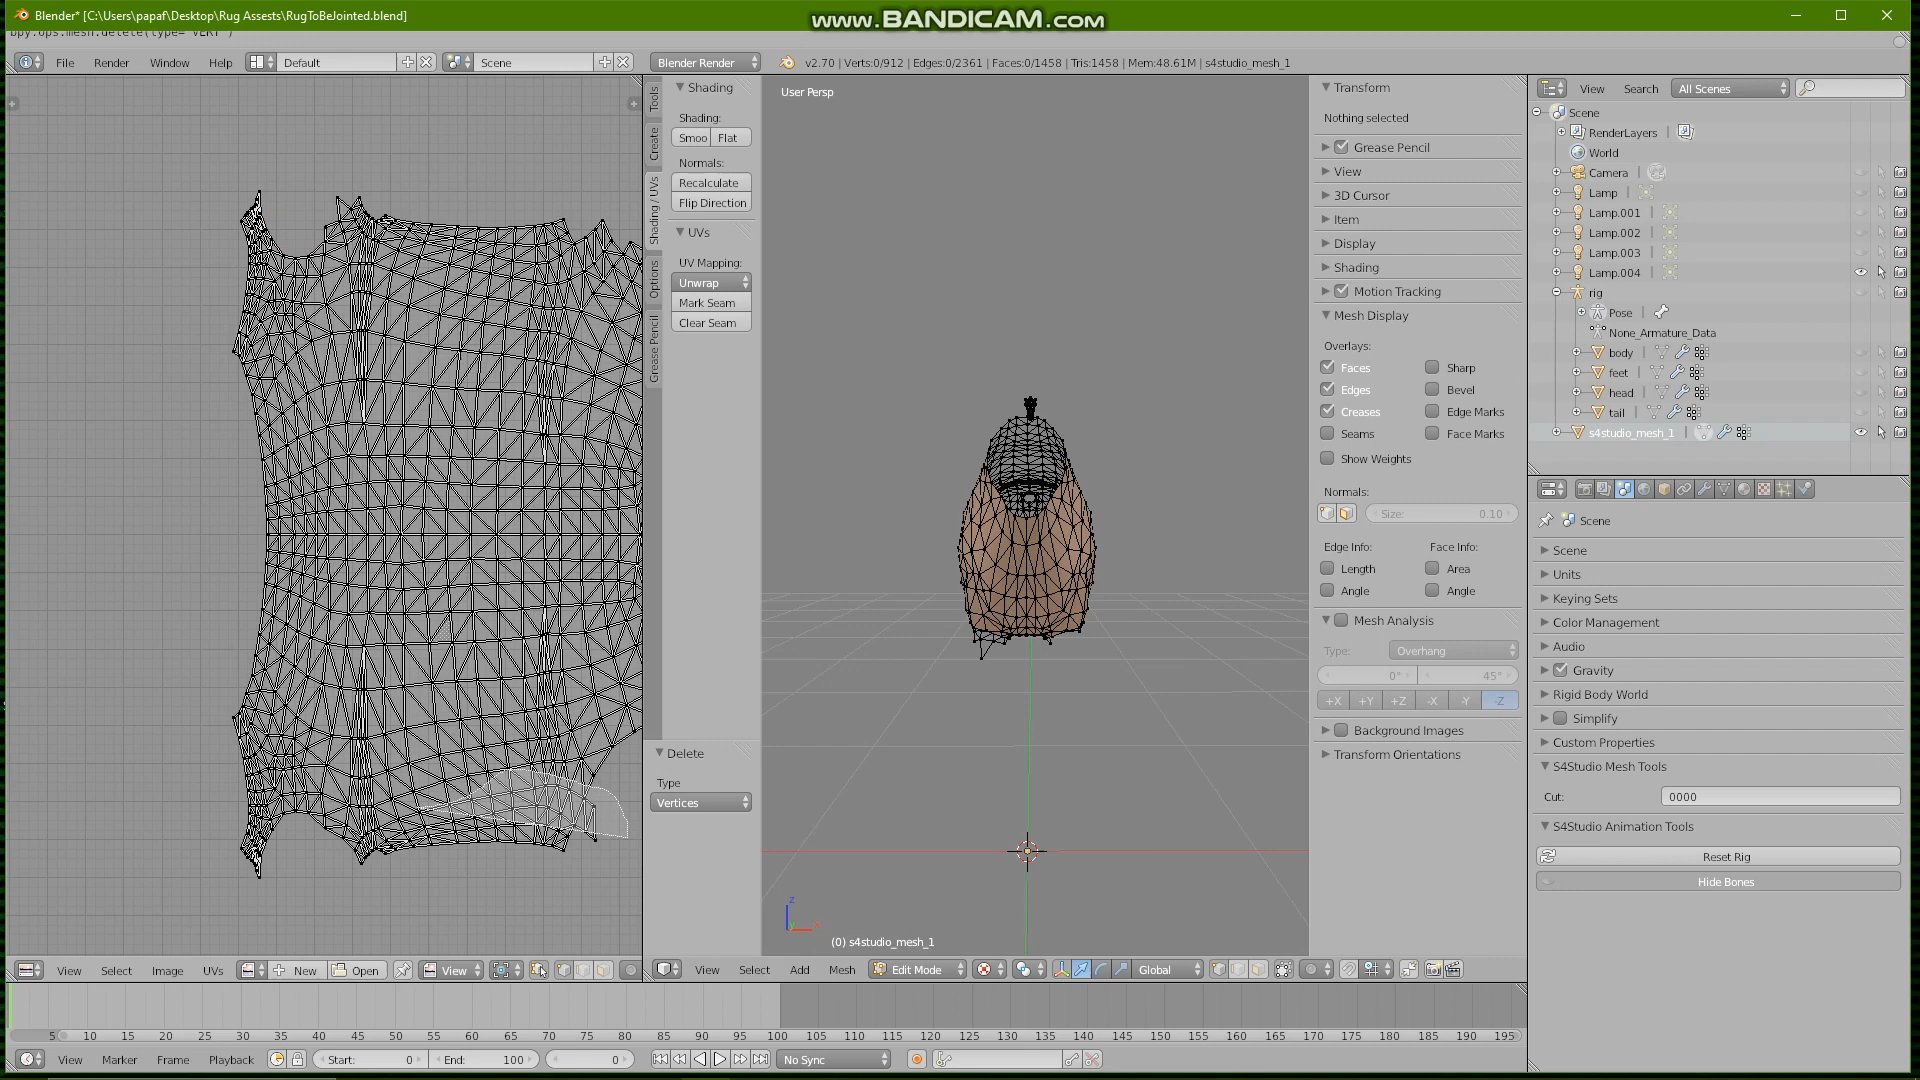 Blender* [C:\Users\papaf\Desktop\Rug Assests\RugToBeJointed.blend]
www.BANDICAM.com
bpy.ops.mesh.delete(type='VERT')
File Render Window Help Default Scene Blender Render v2.70 | Verts:0/912 | Edges:0/2361 | Faces:0/1458 | Tris:1458 | Mem:48.61M | s4studio_mesh_1
Tools
Create
Shading / UVs
Options
Grease Pencil
Shading
Shading:
Smoo Flat
Normals:
Recalculate
Flip Direction
UVs
UV Mapping:
Unwrap
Mark Seam
Clear Seam
Delete
Type
Vertices
User Persp
z
(0) s4studio_mesh_1
Transform
Nothing selected
Grease Pencil
View
3D Cursor
Item
Display
Shading
Motion Tracking
Mesh Display
Overlays:
Faces Sharp
Edges Bevel
Creases Edge Marks
Seams Face Marks
Show Weights
Normals:
Size: 0.10
Edge Info: Face Info:
Length Area
Angle Angle
Mesh Analysis
Type: Overhang
0° 45°
+X +Y +Z -X -Y -Z
Background Images
Transform Orientations
View Search All Scenes
Scene
RenderLayers
World
Camera
Lamp
Lamp.001
Lamp.002
Lamp.003
Lamp.004
rig
Pose
None_Armature_Data
body
feet
head
tail
s4studio_mesh_1
Scene
Scene
Units
Keying Sets
Color Management
Audio
Gravity
Rigid Body World
Simplify
Custom Properties
S4Studio Mesh Tools
Cut: 0000
S4Studio Animation Tools
Reset Rig
Hide Bones
View Select Image UVs New Open View
View Select Add Mesh Edit Mode Global
5 10 15 20 25 30 35 40 45 50 55 60 65 70 75 80 85 90 95 100 105 110 115 120 125 130 135 140 145 150 155 160 165 170 175 180 185 190 195
View Marker Frame Playback Start: 0 End: 100 0 No Sync